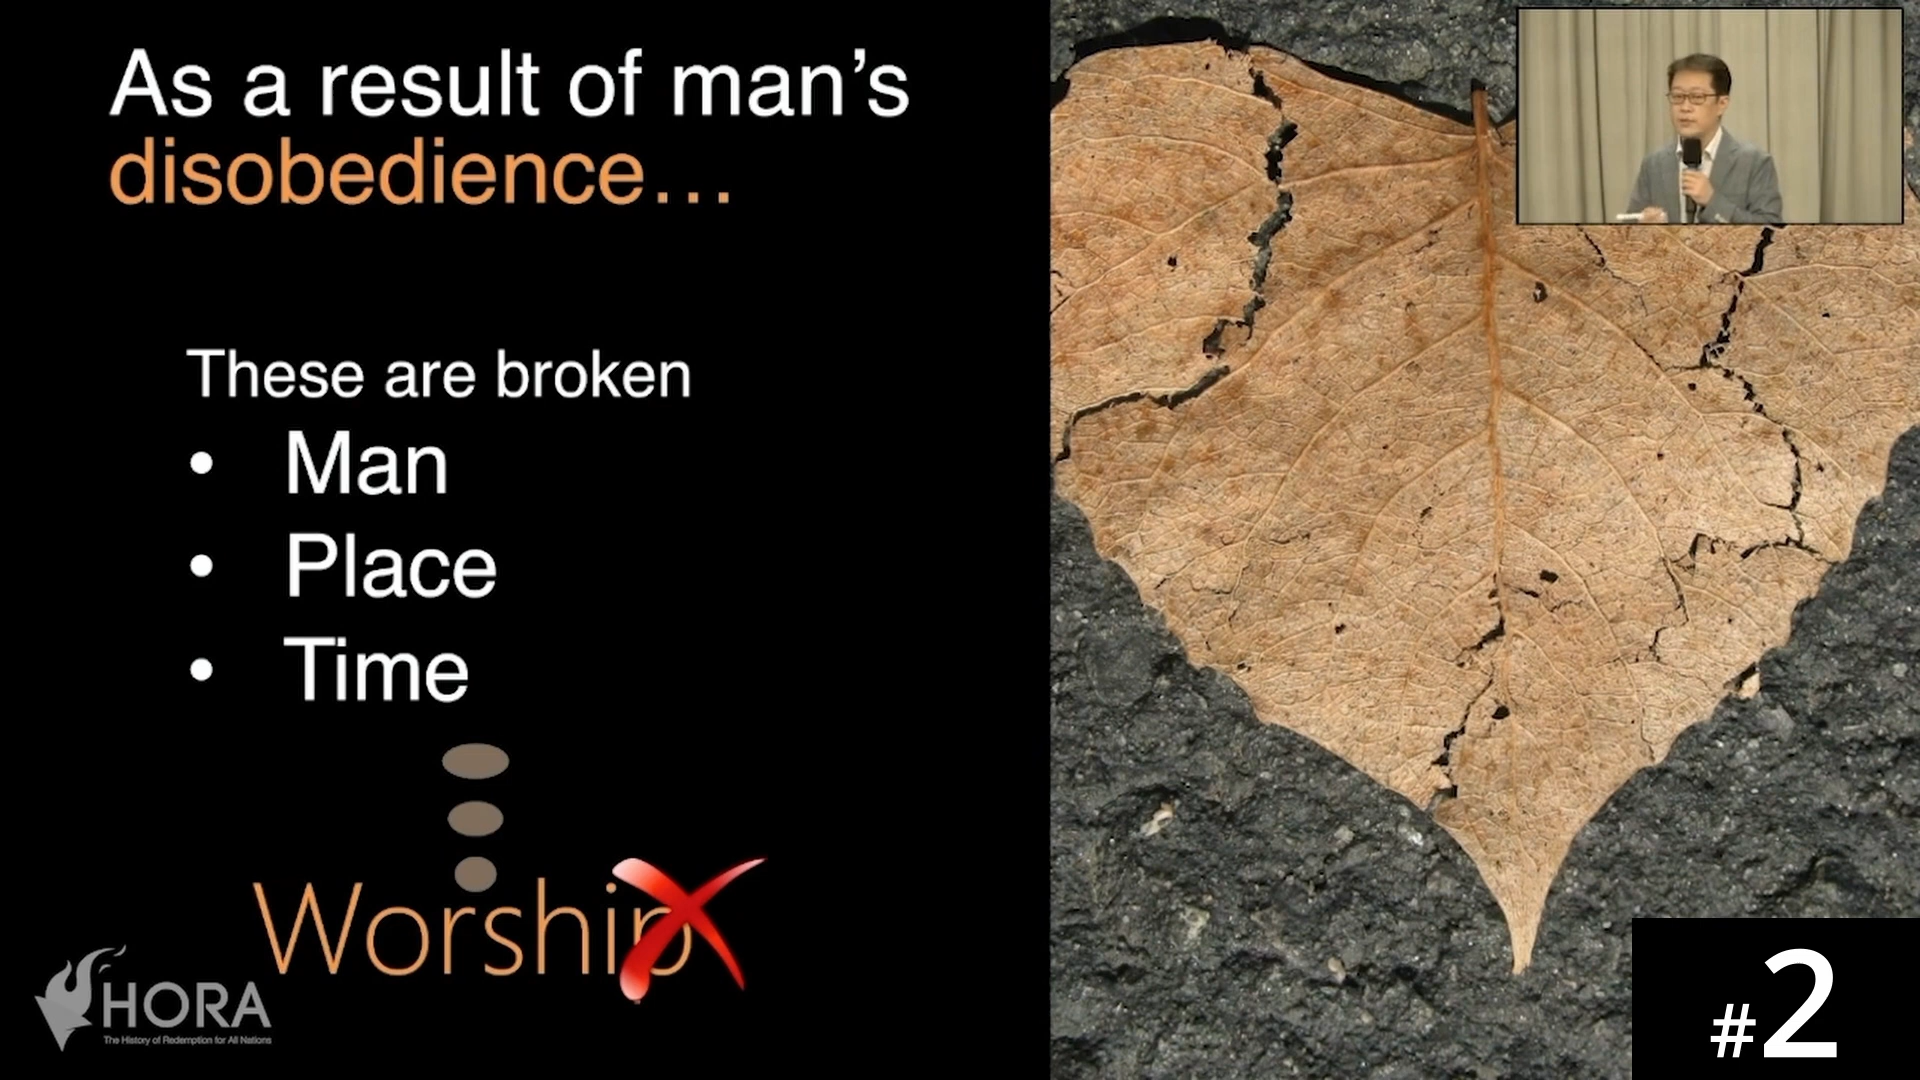 As a result of man’s
disobedience…
These are broken
• Man
• Place
• Time
Worship
HORA
The History of Redemption for All Nations
#2